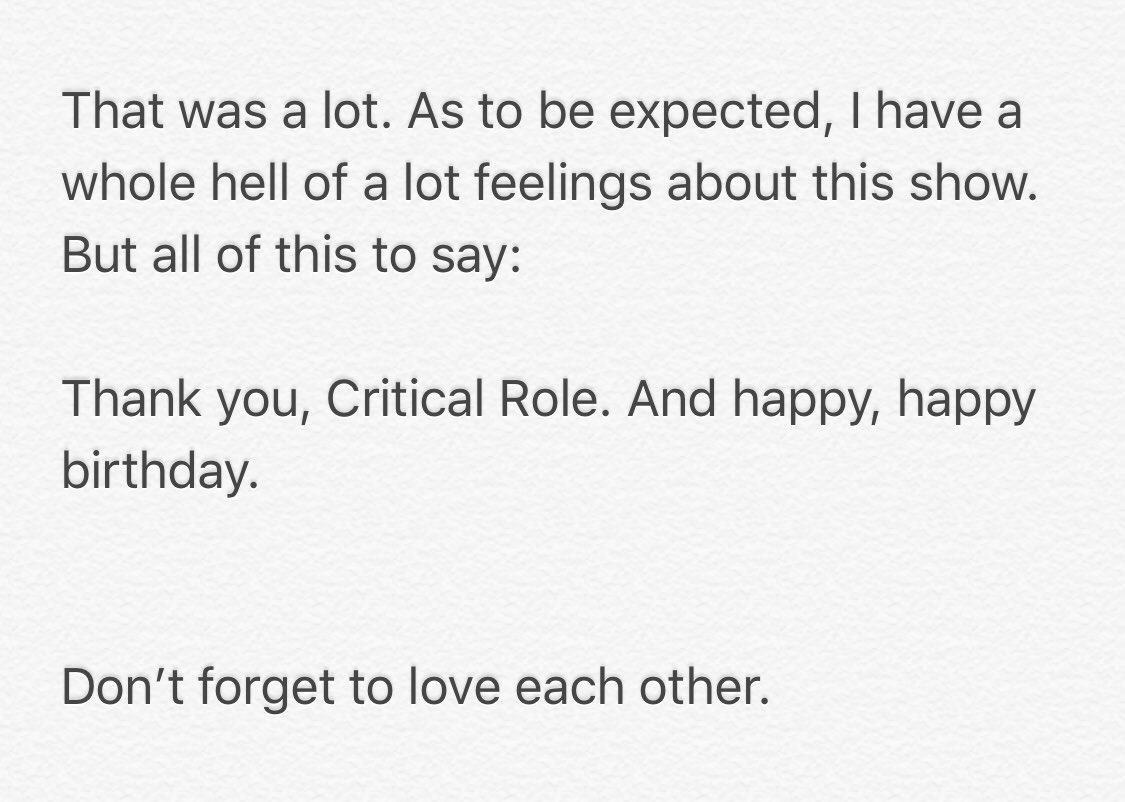 That was a lot. As to be expected, I have a
whole hell of a lot feelings about this show.
But all of this to say:
Thank you, Critical Role. And happy, happy
birthday.
Don’t forget to love each other.